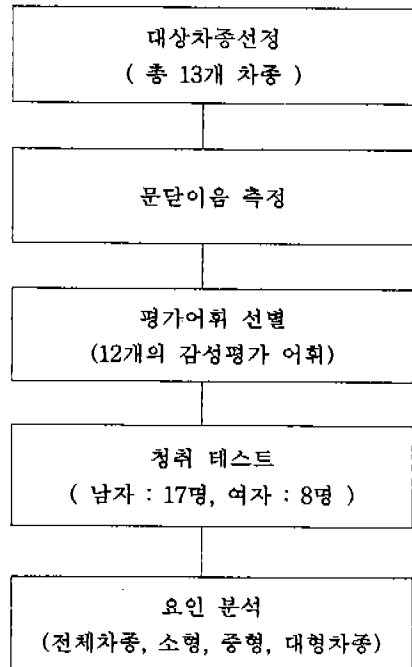 대상차종선정
( 총 13개 차종 )
문닫이음 측정
평가어휘 선별
(12개의 감성평가 어휘)
청취 테스트
( 남자 : 17명, 여자 : 8명 )
요인 분석
(전체차종, 소형, 중형, 대형차종)